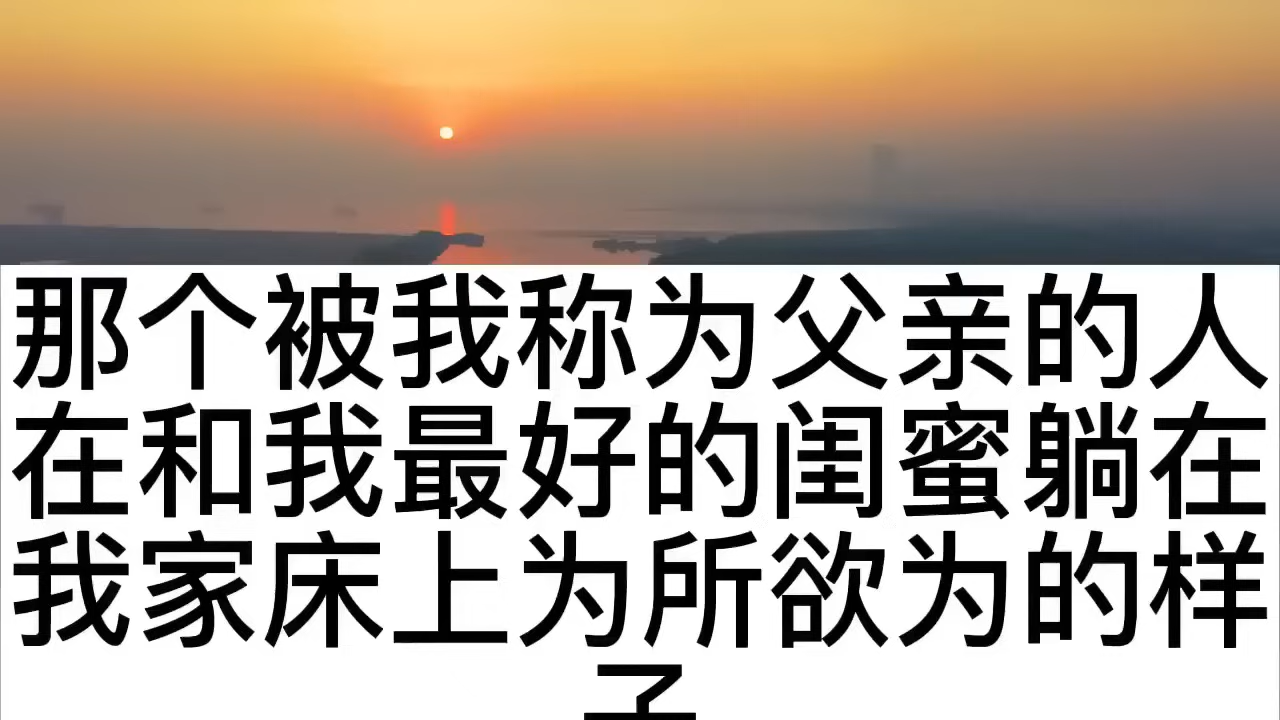 那个被我称为父亲的人
在和我最好的闺蜜躺在
我家床上为所欲为的样
子